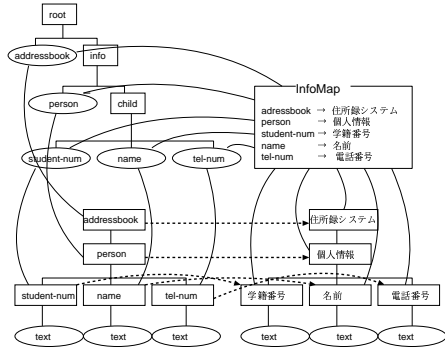 root
addressbook
info
person
child
InfoMap
adressbook → 住所録システム
person → 個人情報
student-num → 学籍番号
name → 名前
tel-num → 電話番号
student-num
name
tel-num
addressbook
住所録システム
person
個人情報
student-num
name
tel-num
学籍番号
名前
電話番号
text
text
text
text
text
text